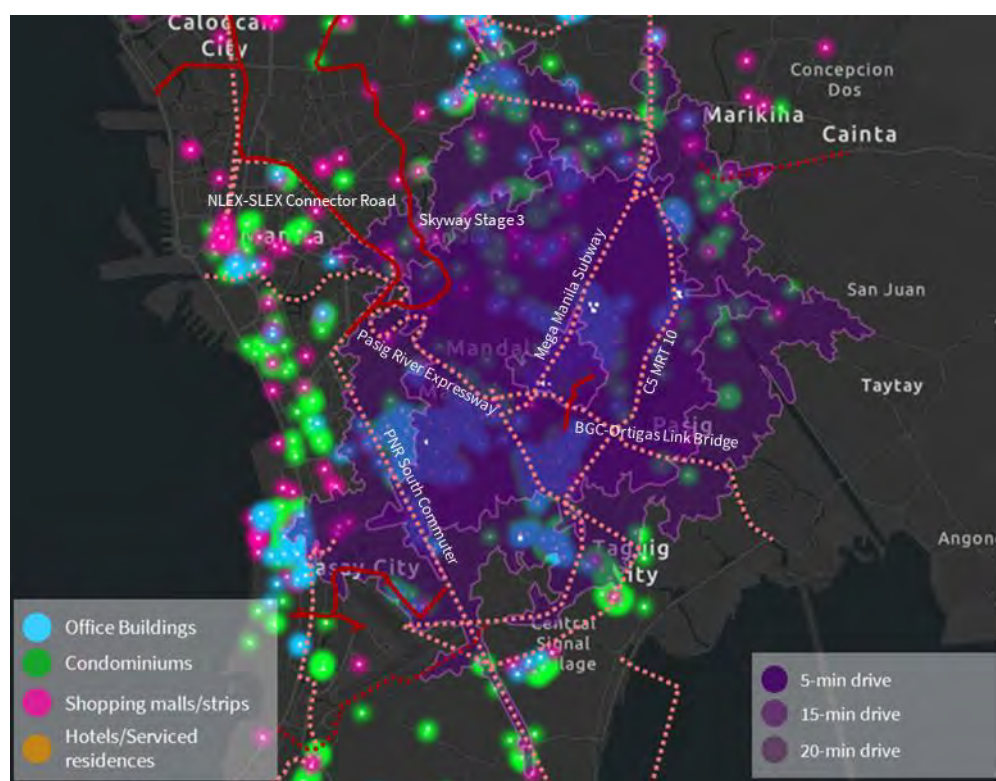 Caloocan
City
Concepcion
Dos
Marikina
Cainta
NLEX-SLEX Connector Road
Skyway Stage 3
Manila
Mega Manila Subway
San Juan
Mandal
Pasig River Expressway
C5 MRT 10
Taytay
Pasig
BGC-Ortigas Link Bridge
PNR South Commuter
Angono
Taguig
City
Pasay City
Central
Signal
Village
Office Buildings
Condominiums
Shopping malls/strips
Hotels/Serviced
residences
5-min drive
15-min drive
20-min drive